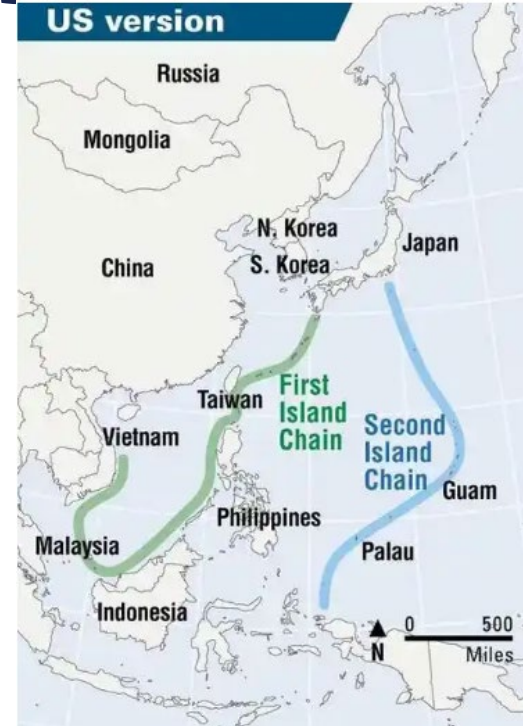 US version
Russia
Mongolia
N. Korea
Japan
S. Korea
China
First
Island
Chain
Taiwan
Second
Island
Chain
Vietnam
Guam
Philippines
Malaysia
Palau
Indonesia
0 500
N Miles